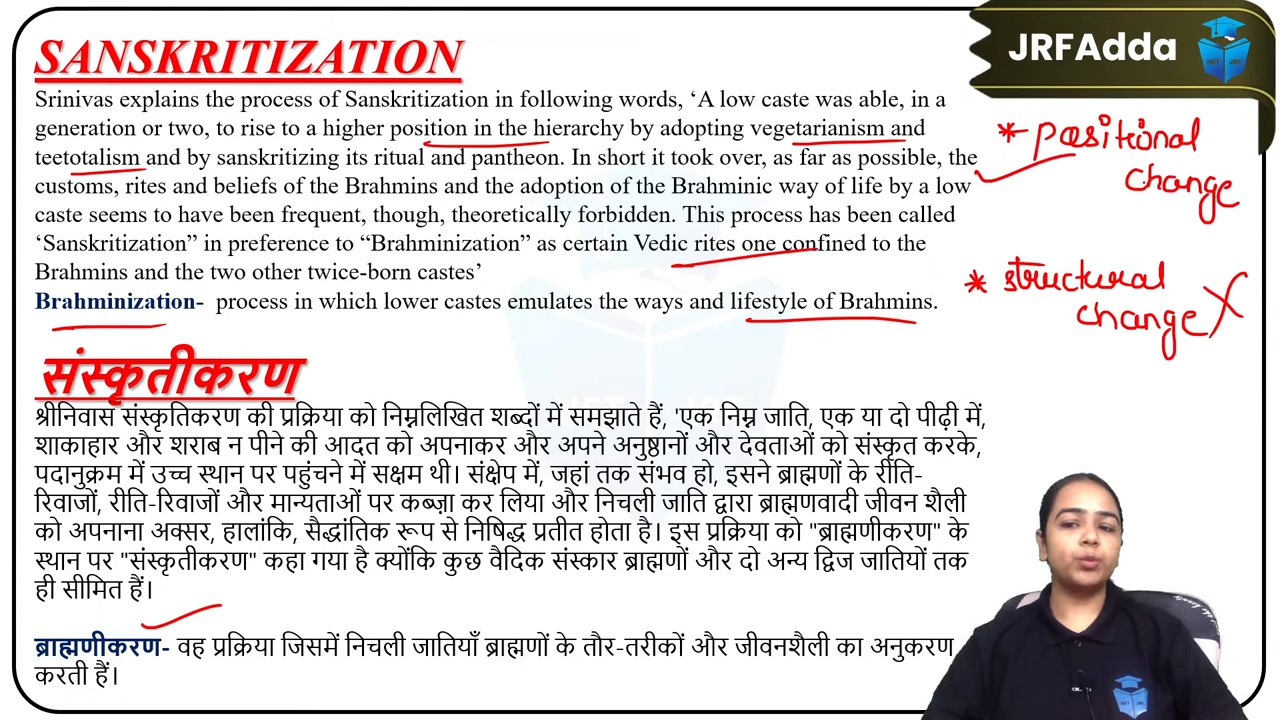 SANSKRITIZATION
Srinivas explains the process of Sanskritization in following words, ‘A low caste was able, in a
generation or two, to rise to a higher position in the hierarchy by adopting vegetarianism and
teetotalism and by sanskritizing its ritual and pantheon. In short it took over, as far as possible, the
customs, rites and beliefs of the Brahmins and the adoption of the Brahminic way of life by a low
caste seems to have been frequent, though, theoretically forbidden. This process has been called
‘Sanskritization” in preference to “Brahminization” as certain Vedic rites one confined to the
Brahmins and the two other twice-born castes’
Brahminization- process in which lower castes emulates the ways and lifestyle of Brahmins.
संस्कृतीकरण
श्रीनिवास संस्कृतिकरण की प्रक्रिया को निम्नलिखित शब्दों में समझाते हैं, 'एक निम्न जाति, एक या दो पीढ़ी में,
शाकाहार और शराब न पीने की आदत को अपनाकर और अपने अनुष्ठानों और देवताओं को संस्कृत करके,
पदानुक्रम में उच्च स्थान पर पहुंचने में सक्षम थी। संक्षेप में, जहां तक संभव हो, इसने ब्राह्मणों के रीति-
रिवाजों, रीति-रिवाजों और मान्यताओं पर कब्ज़ा कर लिया और निचली जाति द्वारा ब्राह्मणवादी जीवन शैली
को अपनाना अक्सर, हालांकि, सैद्धांतिक रूप से निषिद्ध प्रतीत होता है। इस प्रक्रिया को "ब्राह्मणीकरण" के
स्थान पर "संस्कृतीकरण" कहा गया है क्योंकि कुछ वैदिक संस्कार ब्राह्मणों और दो अन्य द्विज जातियों तक
ही सीमित हैं।
ब्राह्मणीकरण- वह प्रक्रिया जिसमें निचली जातियाँ ब्राह्मणों के तौर-तरीकों और जीवनशैली का अनुकरण
करती हैं।
JRFAdda
NET JRF
* positional
change
* structural
change X
NET JRF